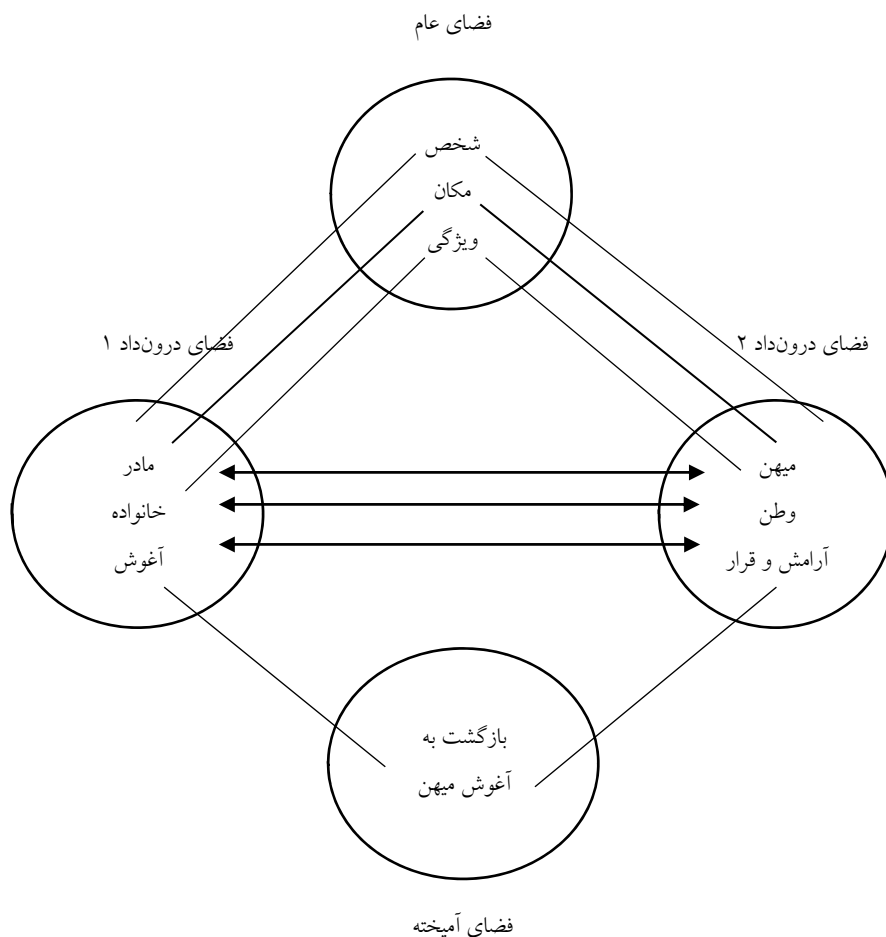 فضای عام
شخص
مکان
ویژگی
فضای درون‌داد ۲
فضای درون‌داد ۱
میهن
وطن
آرامش و قرار
مادر
خانواده
آغوش
بازگشت به
آغوش میهن
فضای آمیخته